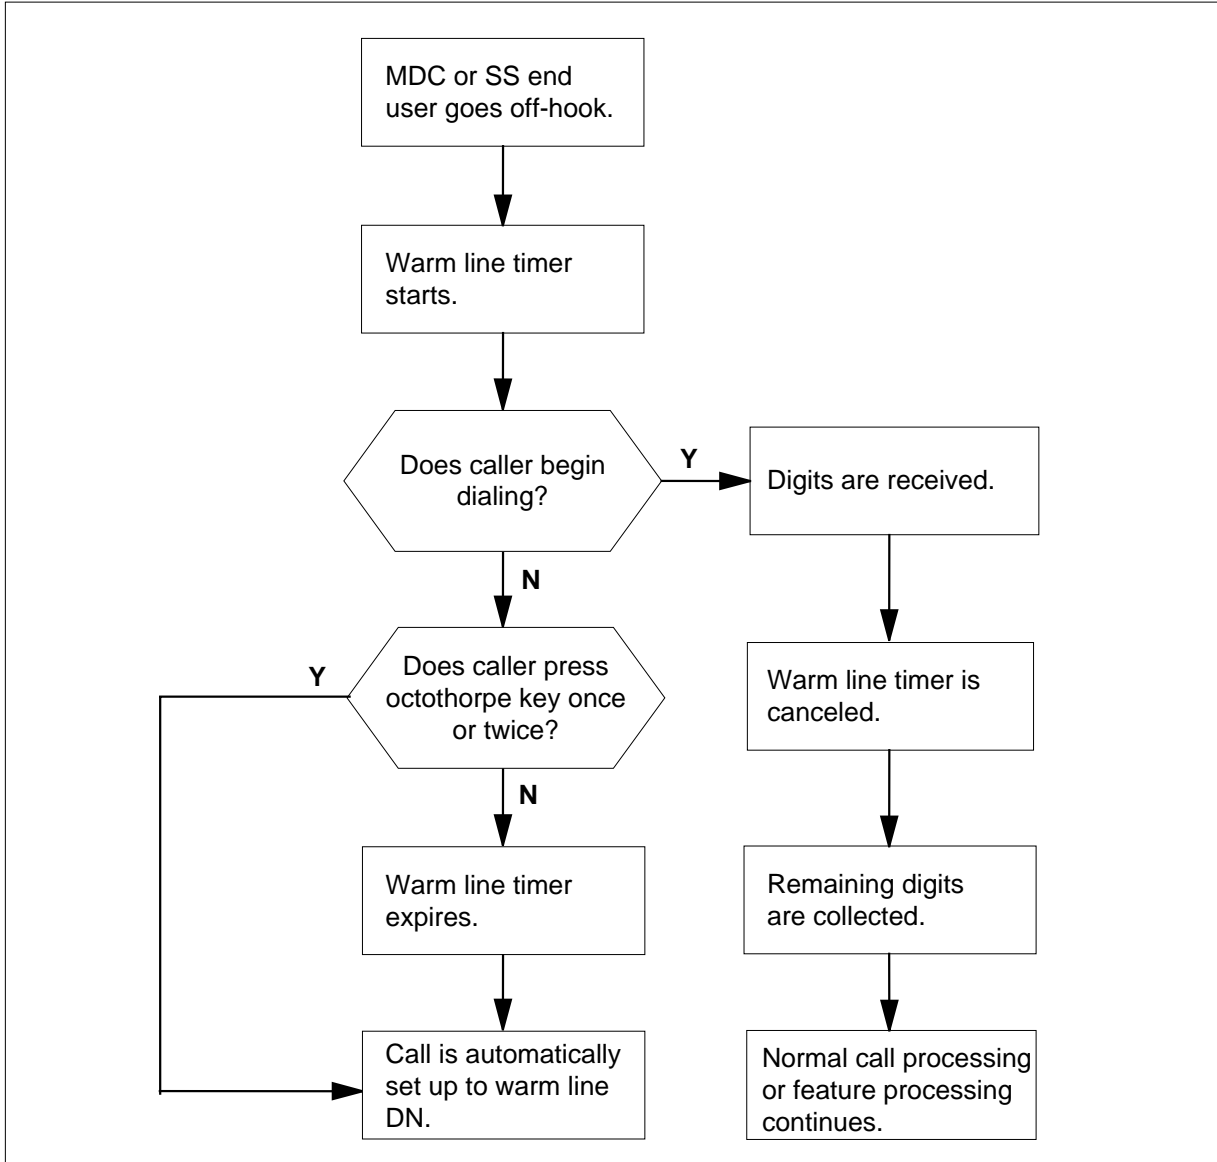 MDC or SS end
user goes off-hook.
Warm line timer
starts.
Does caller begin
dialing?
Y
Digits are received.
N
Does caller press
octothorpe key once
or twice?
Y
Warm line timer is
canceled.
N
Warm line timer
expires.
Remaining digits
are collected.
Call is automatically
set up to warm line
DN.
Normal call processing
or feature processing
continues.